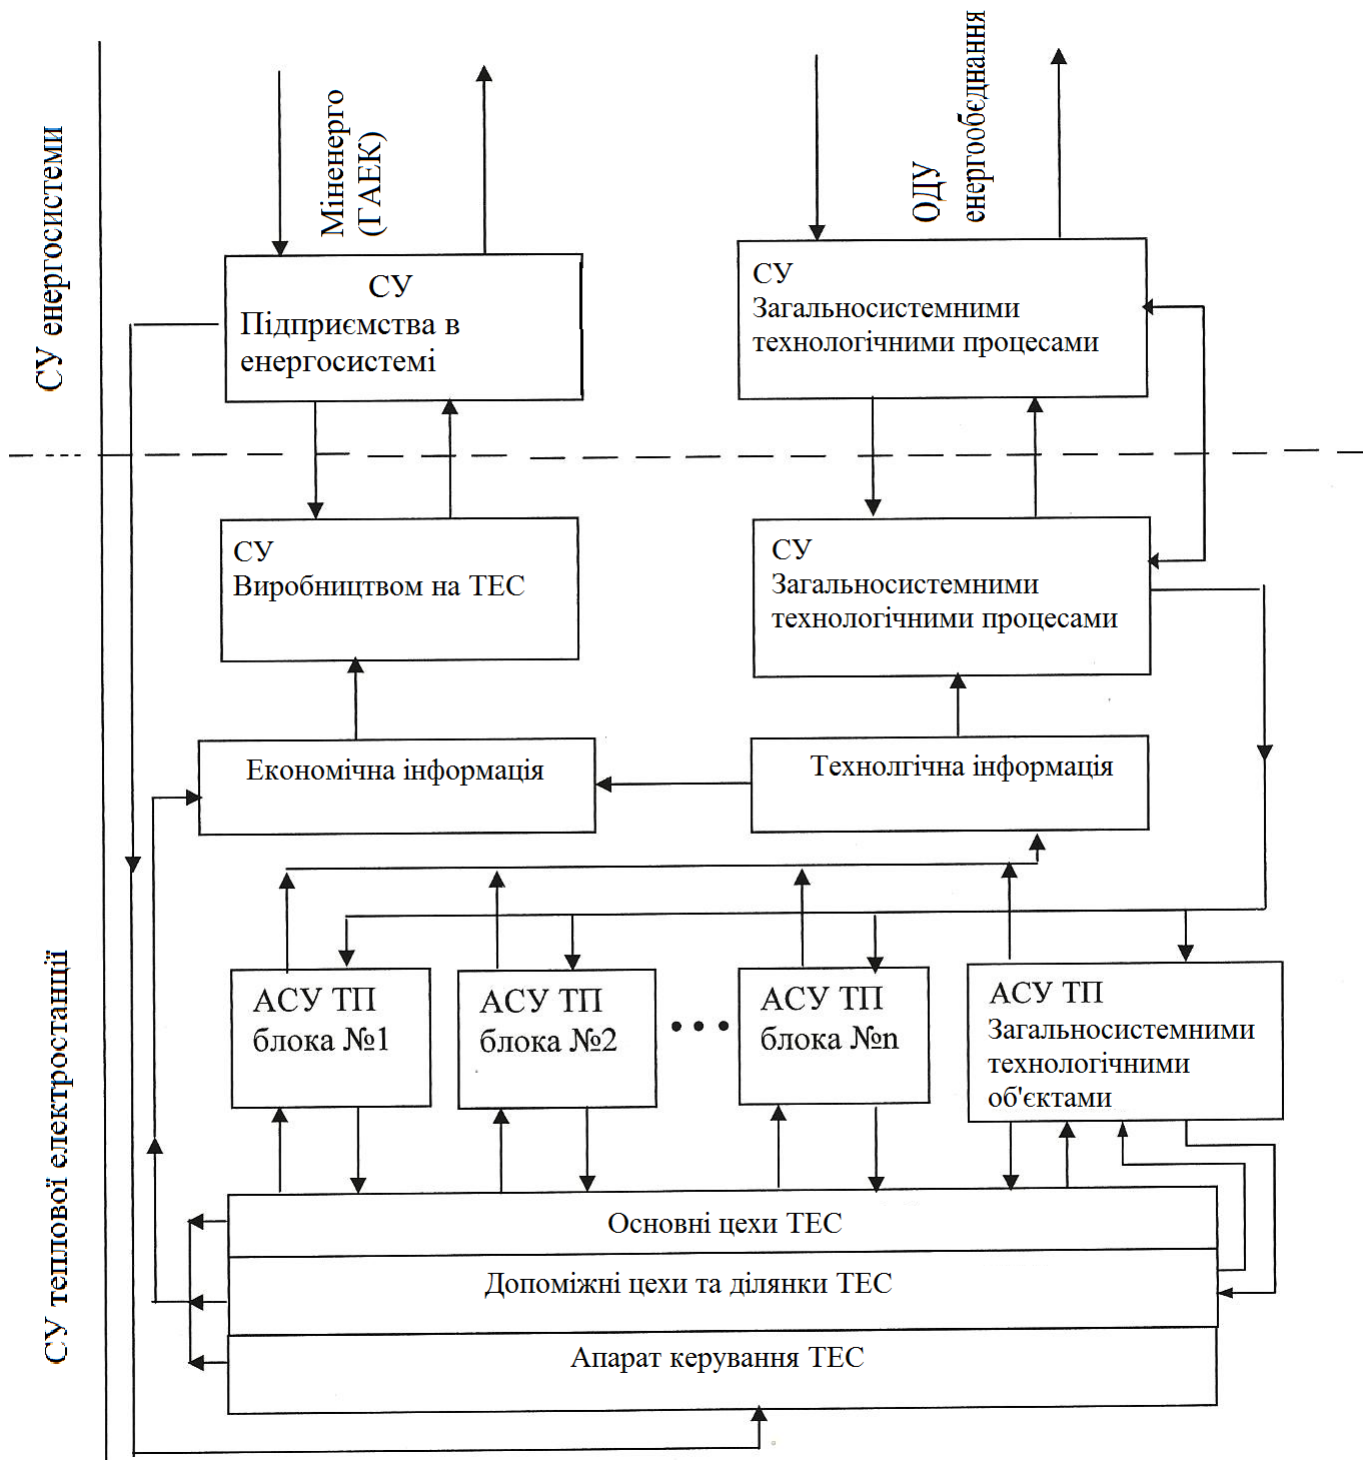 СУ енергосистеми
Міненерго
(ГАЕК)
ОДУ
енергообєднання
СУ
Підприємства в
енергосистемі
СУ
Загальносистемними
технологічними процесами
СУ
Виробництвом на ТЕС
СУ
Загальносистемними
технологічними процесами
Економічна інформація
Технолгічна інформація
СУ теплової електростанції
АСУ ТП
блока №1
АСУ ТП
блока №2
• • •
АСУ ТП
блока №n
АСУ ТП
Загальносистемними
технологічними
об'єктами
Основні цехи ТЕС
Допоміжні цехи та ділянки ТЕС
Апарат керування ТЕС